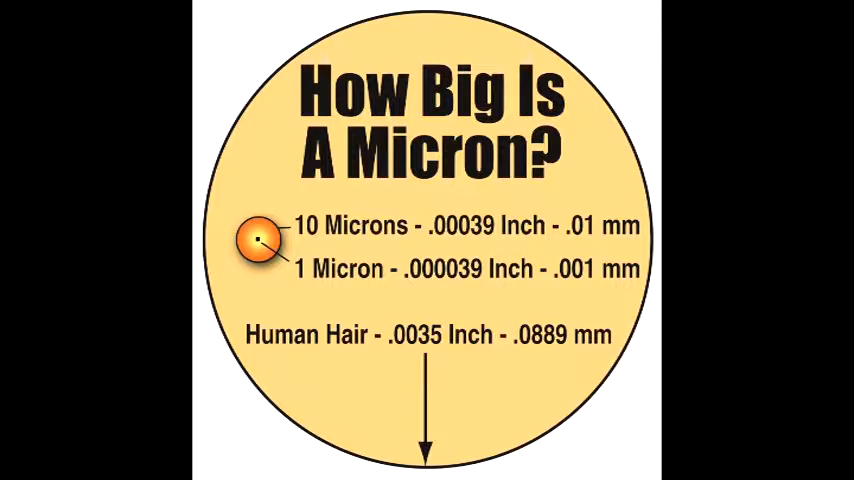 How Big Is
A Micron?
10 Microns - .00039 Inch - .01 mm
1 Micron - .000039 Inch - .001 mm
Human Hair - .0035 Inch - .0889 mm